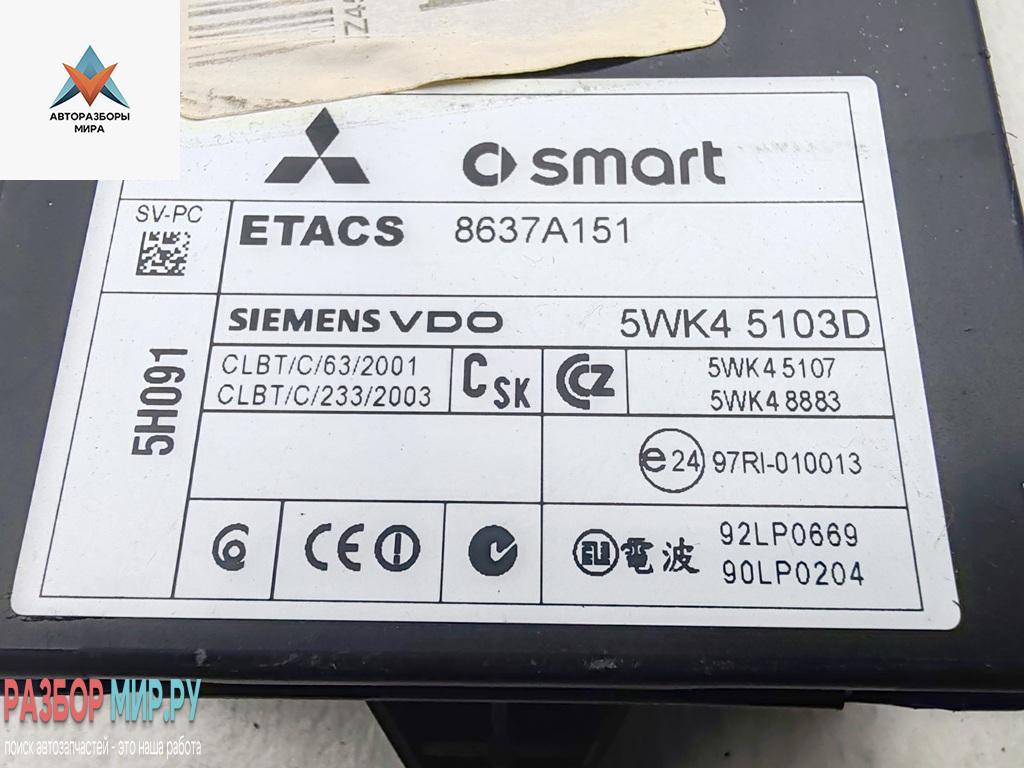 АВТОРАЗБОРЫ
МИРА
smart
SV-PC
ETACS 8637A151
SIEMENS VDO 5WK4 5103D
5H091
CLBT/C/63/2001
CLBT/C/233/2003
CSK
5WK4 5107
5WK4 8883
e24 97RI-010013
CE
電波
92LP0669
90LP0204
РАЗБОР МИР.РУ
поиск автозапчастей - это наша работа